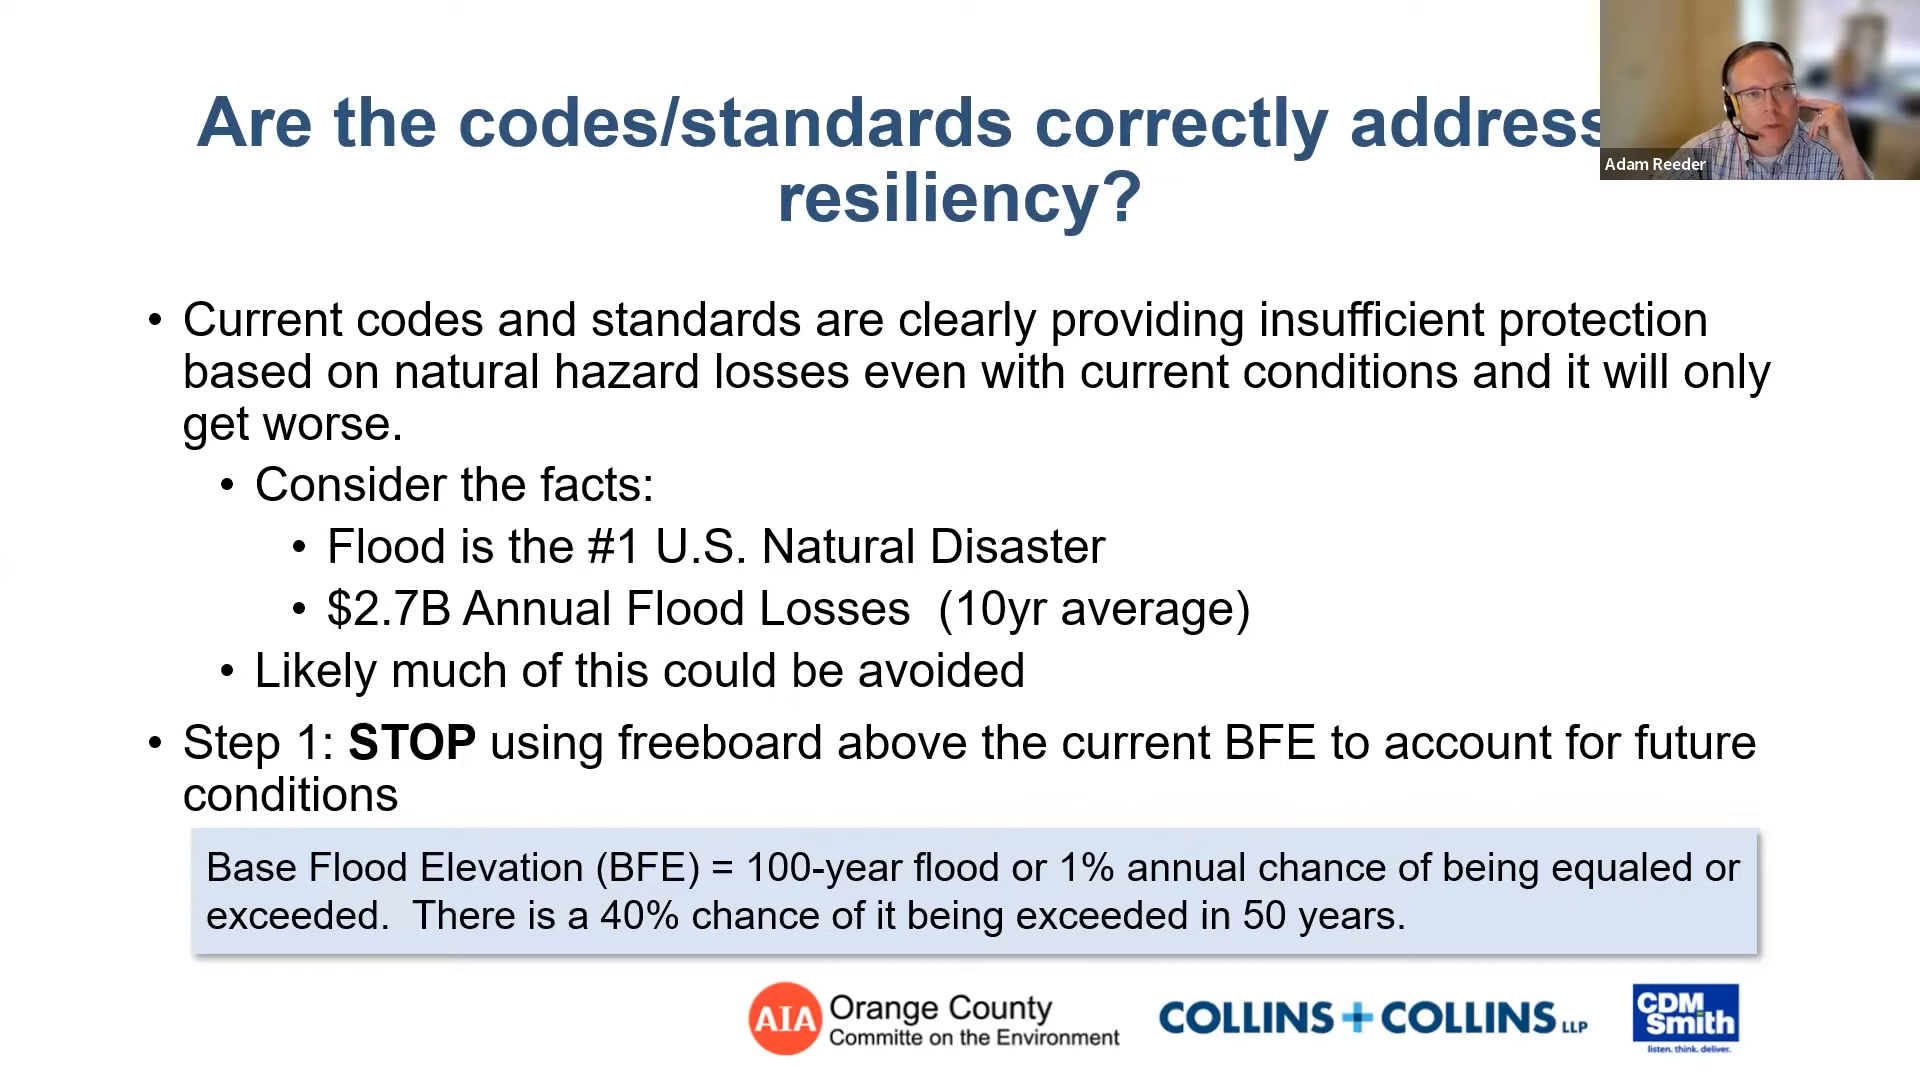 Are the codes/standards correctly address
resiliency?
Adam Reeder
• Current codes and standards are clearly providing insufficient protection
based on natural hazard losses even with current conditions and it will only
get worse.
• Consider the facts:
• Flood is the #1 U.S. Natural Disaster
• $2.7B Annual Flood Losses (10yr average)
• Likely much of this could be avoided
• Step 1: STOP using freeboard above the current BFE to account for future
conditions
Base Flood Elevation (BFE) = 100-year flood or 1% annual chance of being equaled or
exceeded. There is a 40% chance of it being exceeded in 50 years.
AIA Orange County
Committe on the Environment
COLLINS + COLLINS LLP
CDM
Smith
listen. think. deliver.